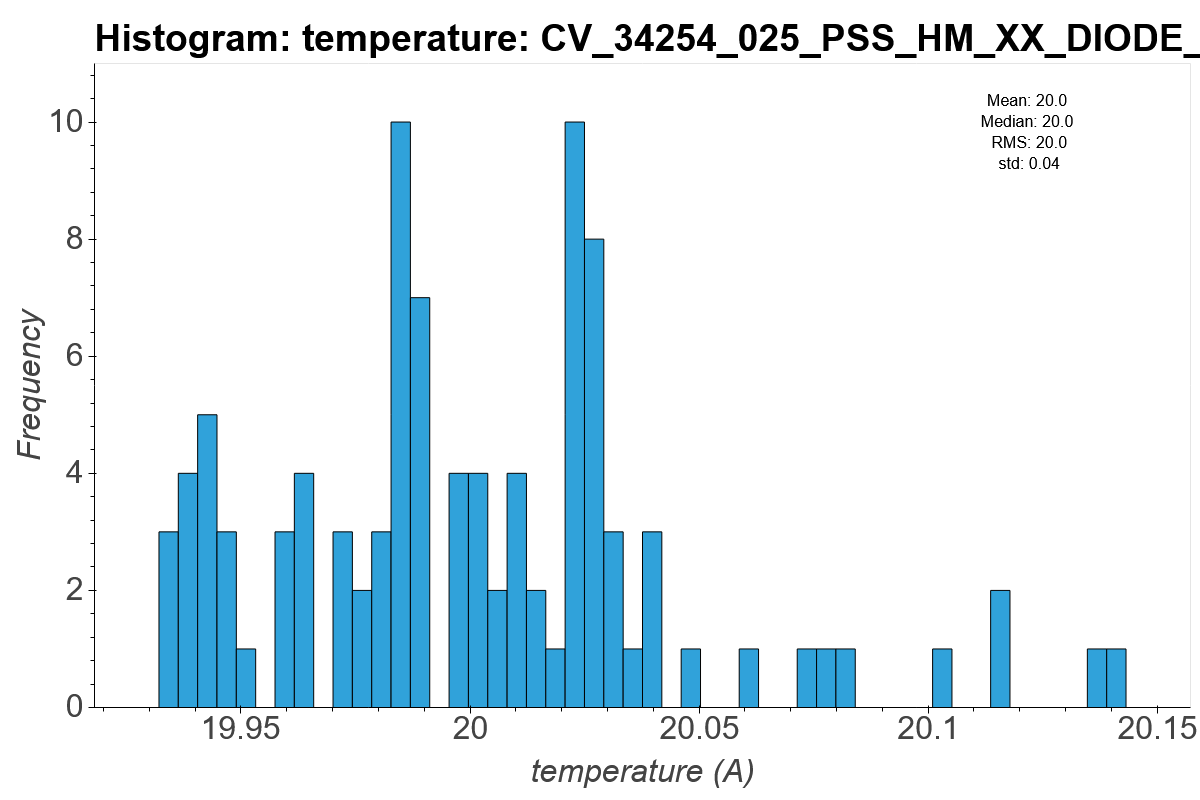 Histogram: temperature: CV_34254_025_PSS_HM_XX_DIODE_
Mean: 20.0
Median: 20.0
RMS: 20.0
std: 0.04
10
8
6
4
2
0
Frequency
19.95
20
20.05
20.1
20.15
temperature (A)